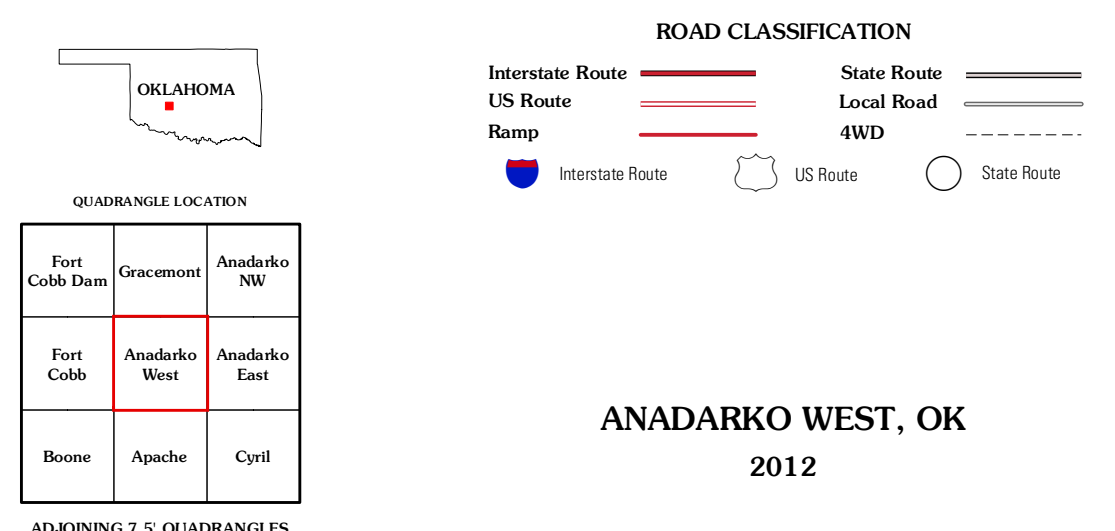 OKLAHOMA
QUADRANGLE LOCATION
Fort
Cobb Dam
Gracemont
Anadarko
NW
Fort
Cobb
Anadarko
West
Anadarko
East
Boone
Apache
Cyril
ADJOINING 7.5' QUADRANGLES
ROAD CLASSIFICATION
Interstate Route
State Route
US Route
Local Road
Ramp
4WD
Interstate Route
US Route
State Route
ANADARKO WEST, OK
2012